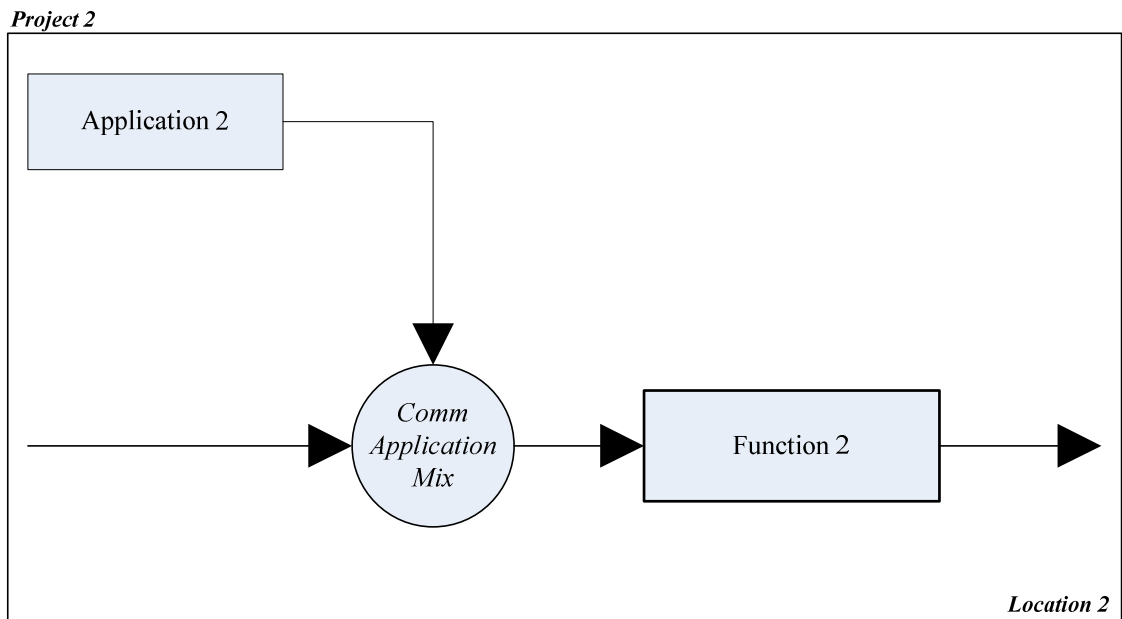 Project 2
Application 2
Comm
Application
Mix
Function 2
Location 2